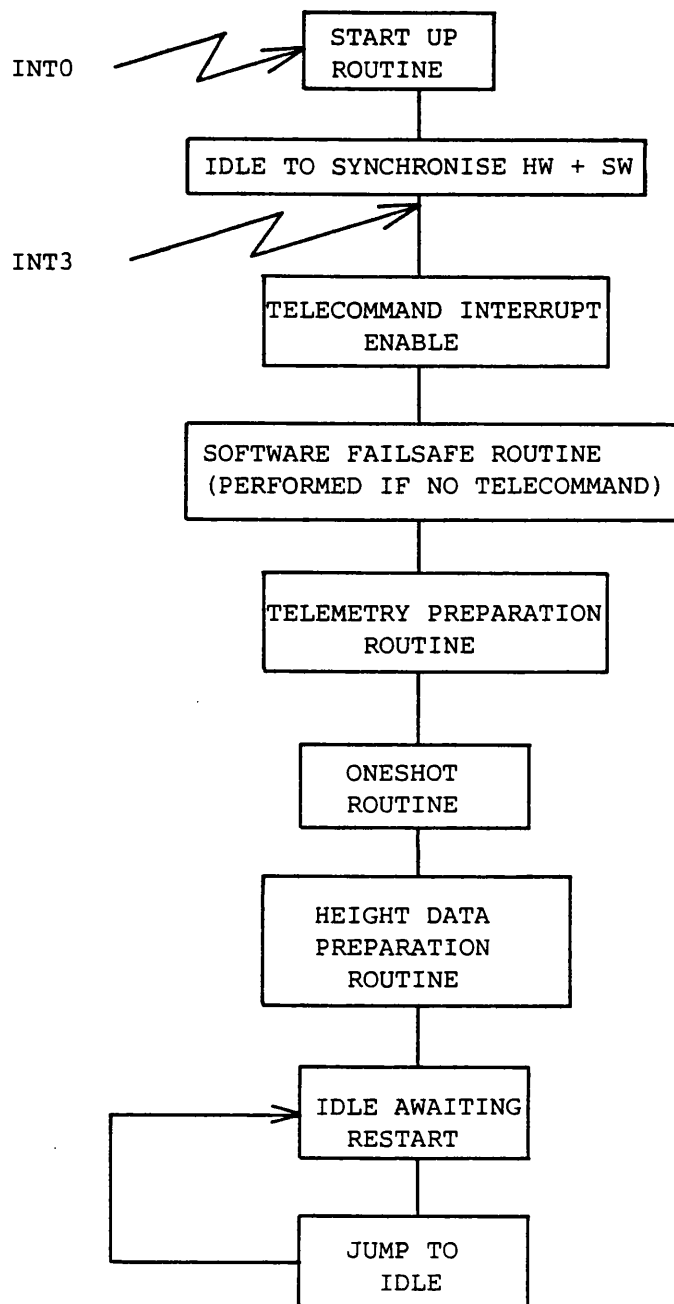 START UP
ROUTINE
INT0
IDLE TO SYNCHRONISE HW + SW
INT3
TELECOMMAND INTERRUPT
ENABLE
SOFTWARE FAILSAFE ROUTINE
(PERFORMED IF NO TELECOMMAND)
TELEMETRY PREPARATION
ROUTINE
ONESHOT
ROUTINE
HEIGHT DATA
PREPARATION
ROUTINE
IDLE AWAITING
RESTART
JUMP TO
IDLE